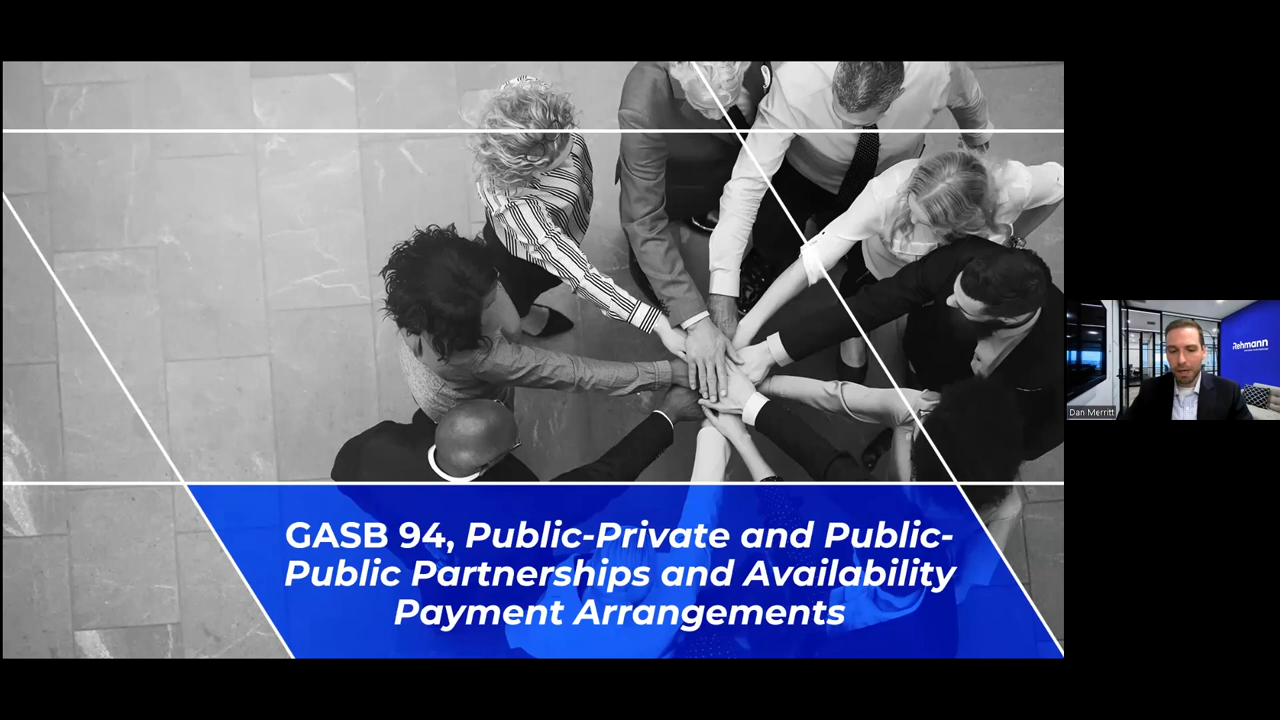 GASB 94, Public-Private and Public-
Public Partnerships and Availability
Payment Arrangements
Rehmann
Dan Merritt